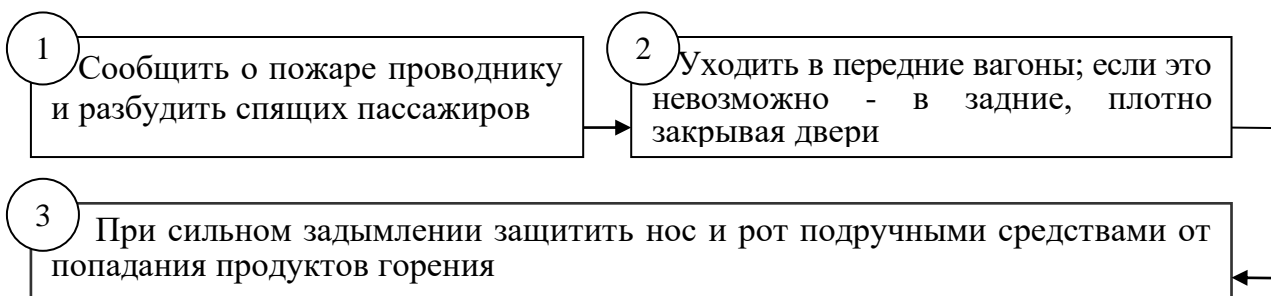 1
Сообщить о пожаре проводнику
и разбудить спящих пассажиров
2
Уходить в передние вагоны; если это
невозможно - в задние, плотно
закрывая двери
3
При сильном задымлении защитить нос и рот подручными средствами от
попадания продуктов горения